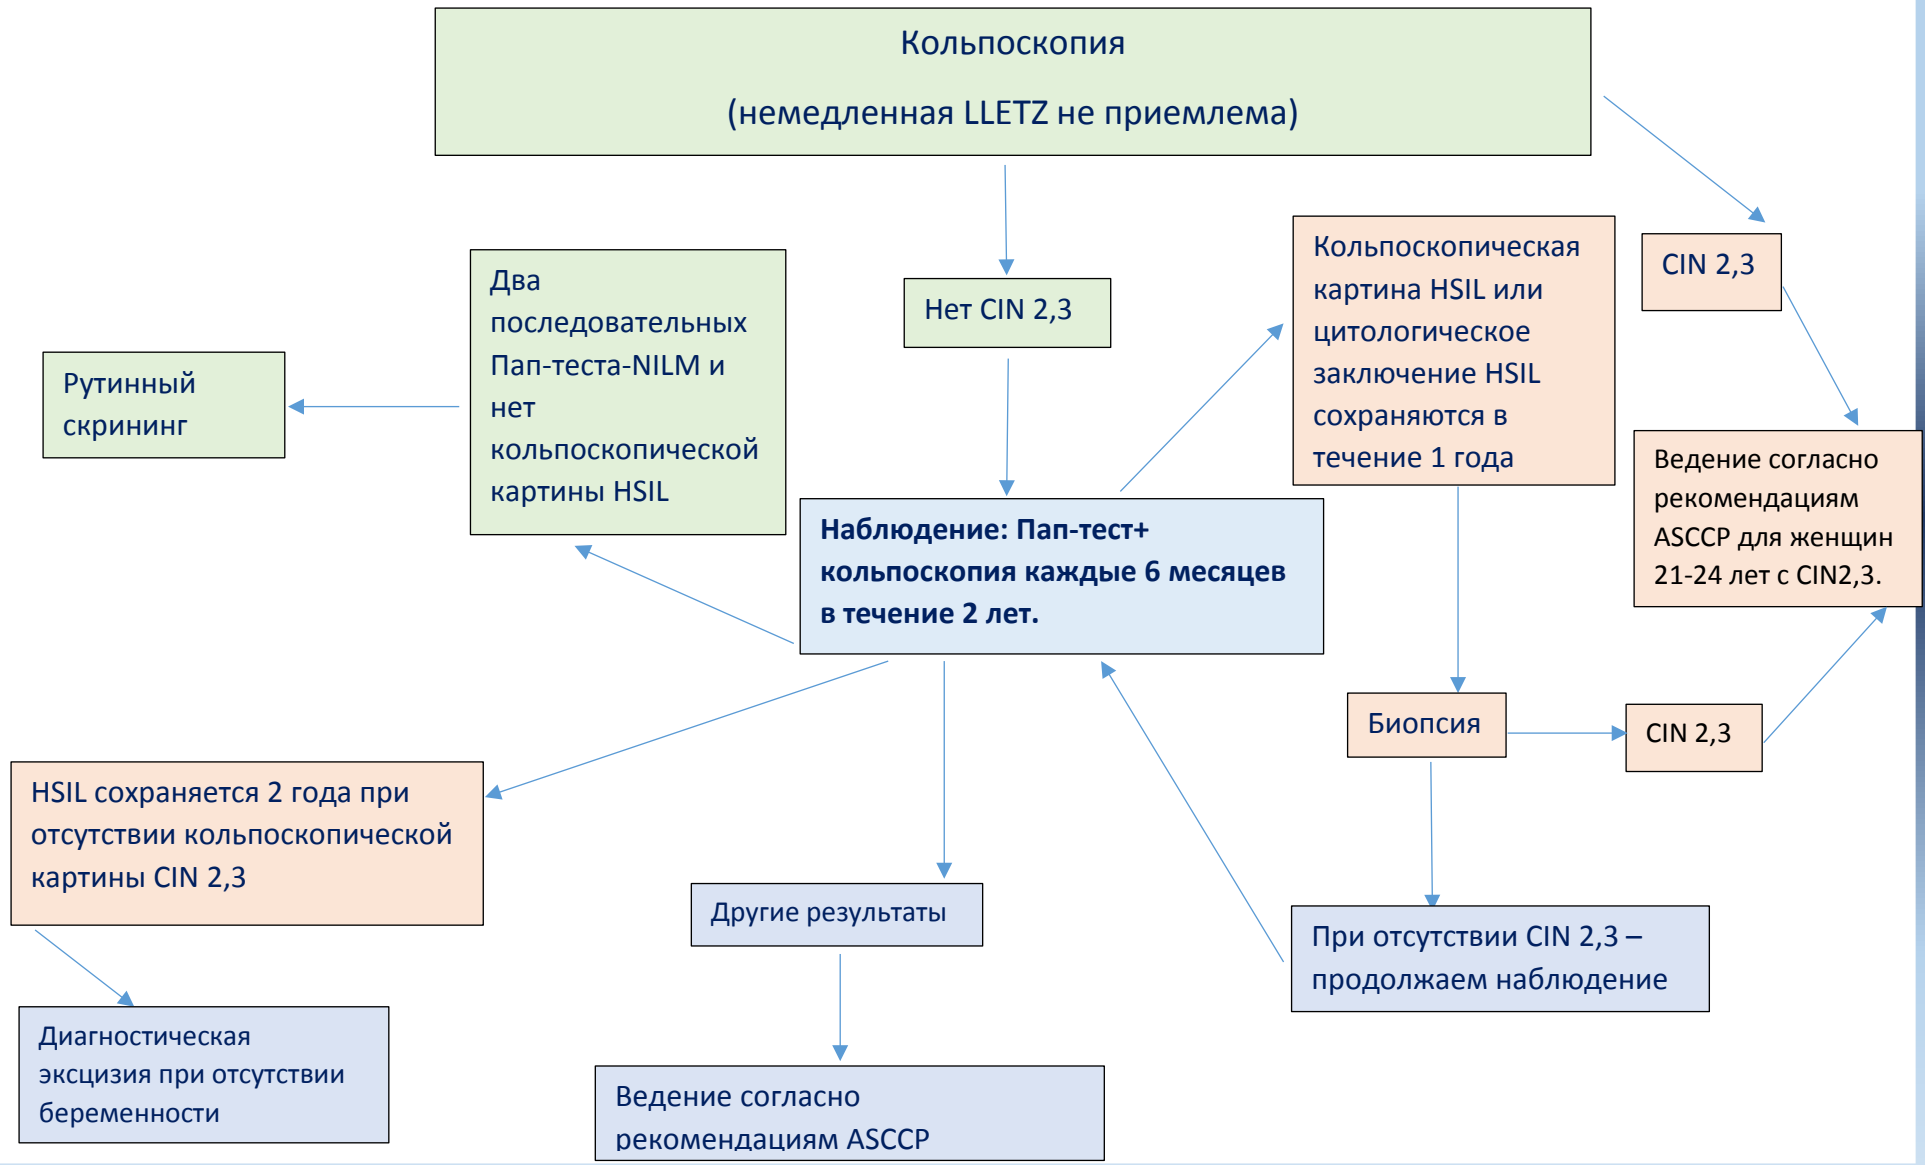 Кольпоскопия
(немедленная LLETZ не приемлема)
Два
последовательных
Пап-теста-NILM и
нет
кольпоскопической
картины HSIL
Нет CIN 2,3
Кольпоскопическая
картина HSIL или
цитологическое
заключение HSIL
сохраняются в
течение 1 года
CIN 2,3
Рутинный
скрининг
Ведение согласно
рекомендациям
ASCCP для женщин
21-24 лет с CIN2,3.
Наблюдение: Пап-тест+
кольпоскопия каждые 6 месяцев
в течение 2 лет.
Биопсия
CIN 2,3
HSIL сохраняется 2 года при
отсутствии кольпоскопической
картины CIN 2,3
Другие результаты
При отсутствии CIN 2,3 –
продолжаем наблюдение
Диагностическая
эксцизия при отсутствии
беременности
Ведение согласно
рекомендациям ASCCP